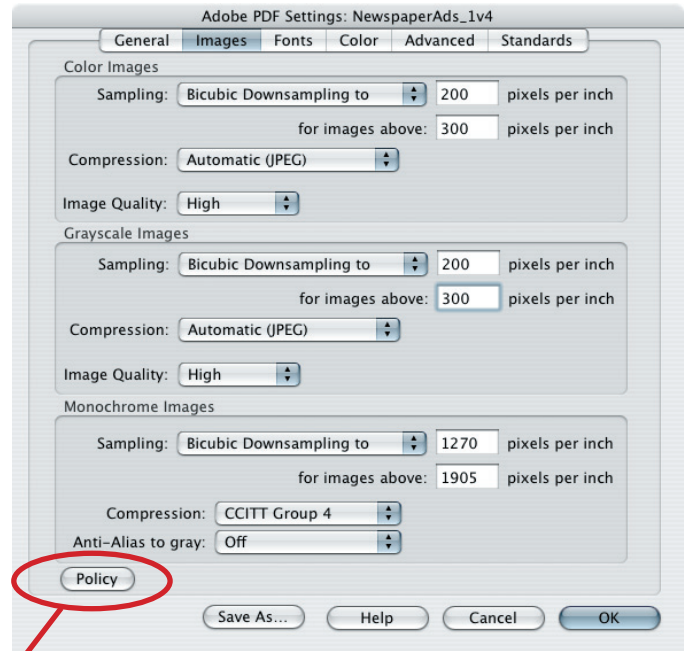 Adobe PDF Settings: NewspaperAds_1v4
General Images Fonts Color Advanced Standards
Color Images
Sampling: Bicubic Downsampling to 200 pixels per inch
for images above: 300 pixels per inch
Compression: Automatic (JPEG)
Image Quality: High
Grayscale Images
Sampling: Bicubic Downsampling to 200 pixels per inch
for images above: 300 pixels per inch
Compression: Automatic (JPEG)
Image Quality: High
Monochrome Images
Sampling: Bicubic Downsampling to 1270 pixels per inch
for images above: 1905 pixels per inch
Compression: CCITT Group 4
Anti-Alias to gray: Off
Policy
Save As... Help Cancel OK